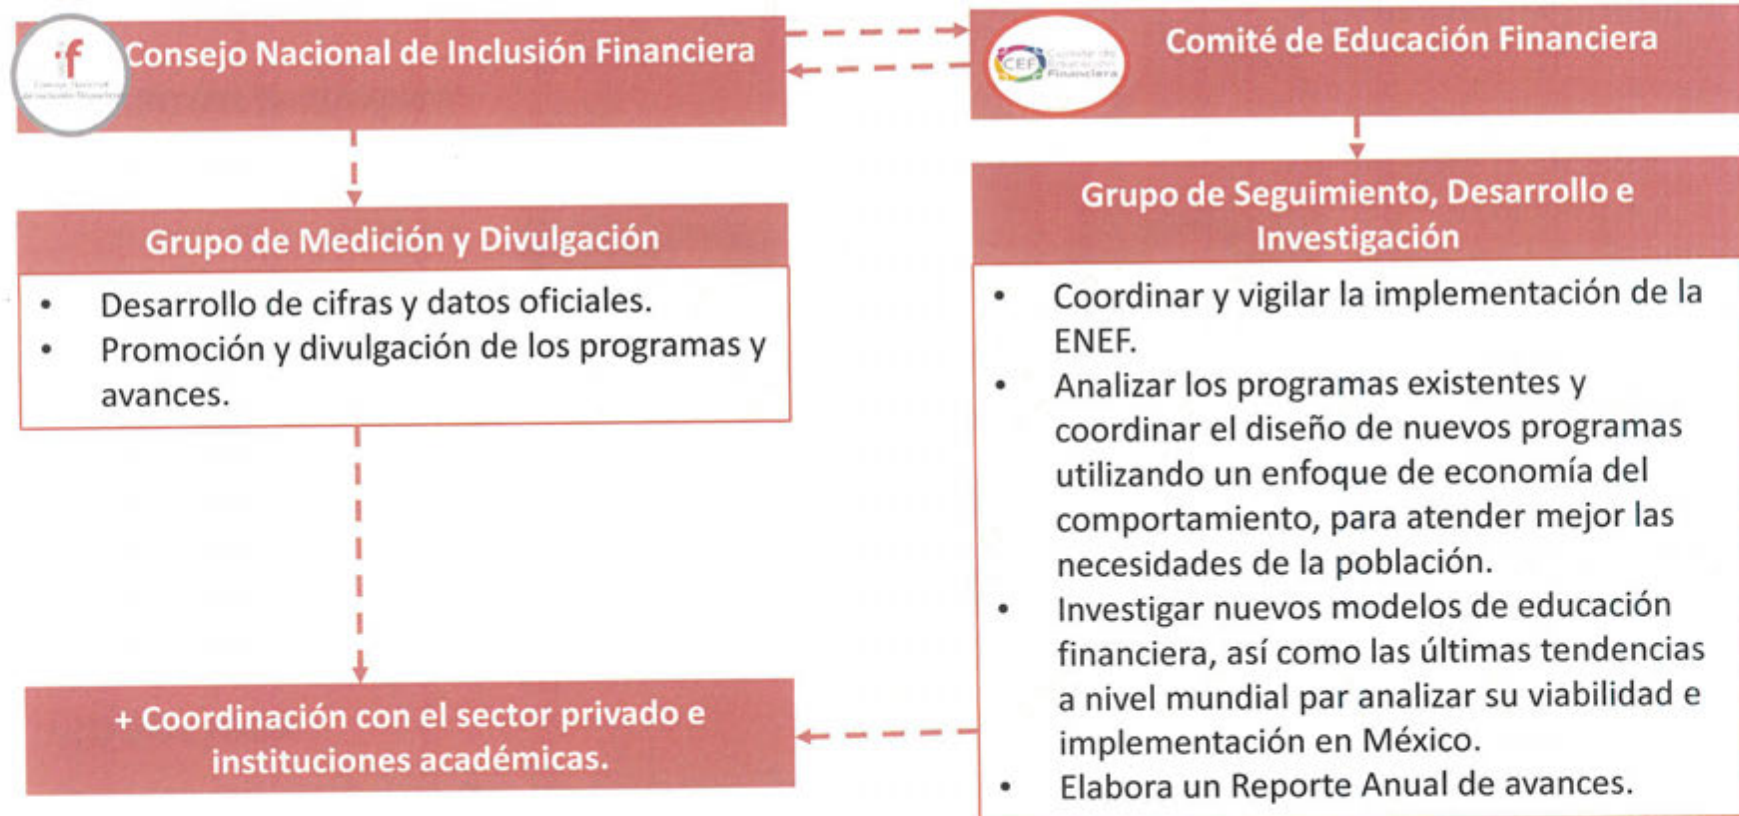 Consejo Nacional de Inclusión Financiera
Grupo de Medición y Divulgación
• Desarrollo de cifras y datos oficiales.
• Promoción y divulgación de los programas y
avances.
+ Coordinación con el sector privado e
instituciones académicas.
CEF
Comité de
Educación
Financiera
Comité de Educación Financiera
Grupo de Seguimiento, Desarrollo e
Investigación
• Coordinar y vigilar la implementación de la
ENEF.
• Analizar los programas existentes y
coordinar el diseño de nuevos programas
utilizando un enfoque de economía del
comportamiento, para atender mejor las
necesidades de la población.
• Investigar nuevos modelos de educación
financiera, así como las últimas tendencias
a nivel mundial par analizar su viabilidad e
implementación en México.
• Elabora un Reporte Anual de avances.